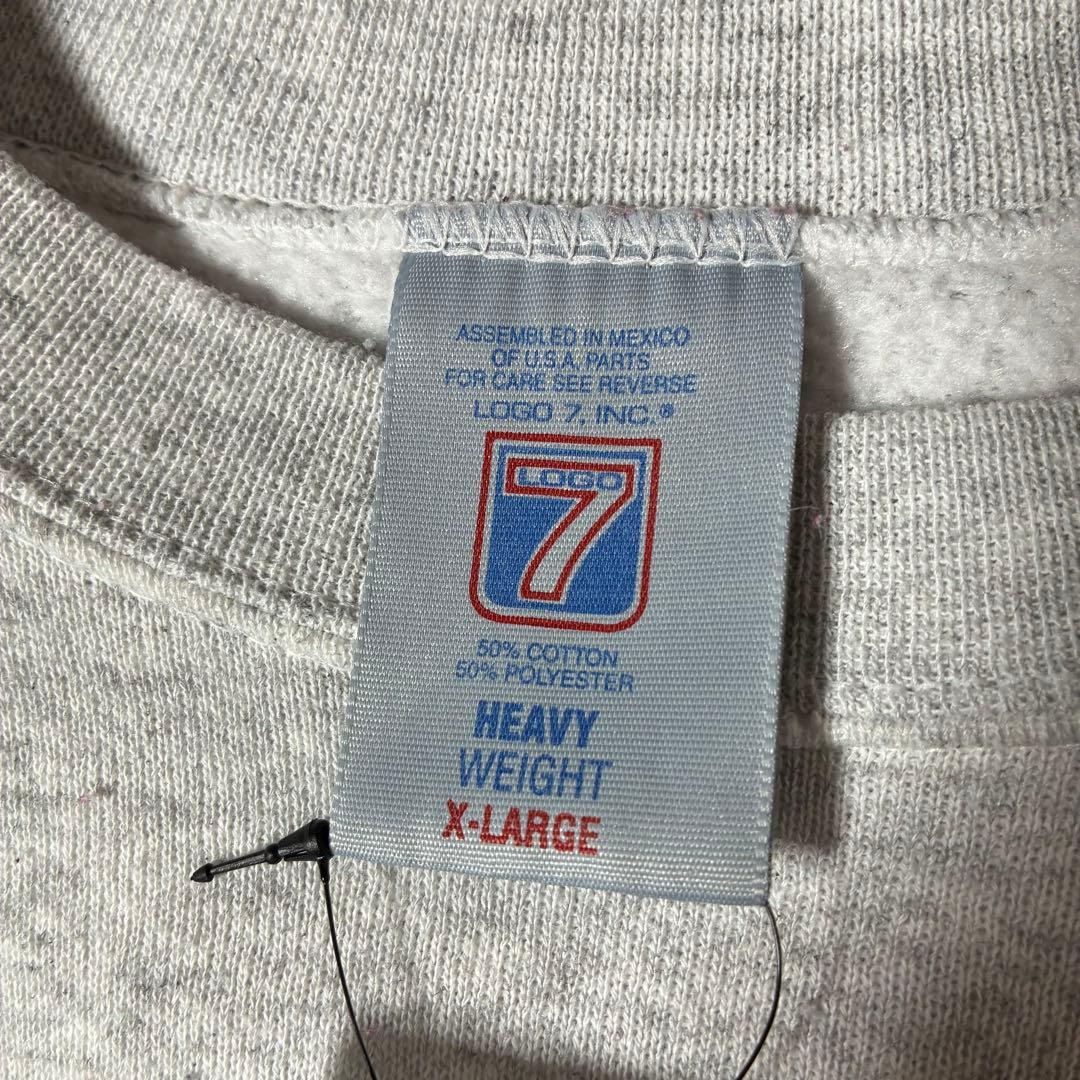 ASSEMBLED IN MEXICO
OF U.S.A. PARTS
FOR CARE SEE REVERSE
LOGO 7, INC.®
LOGO
7
50% COTTON
50% POLYESTER
HEAVY
WEIGHT
X-LARGE